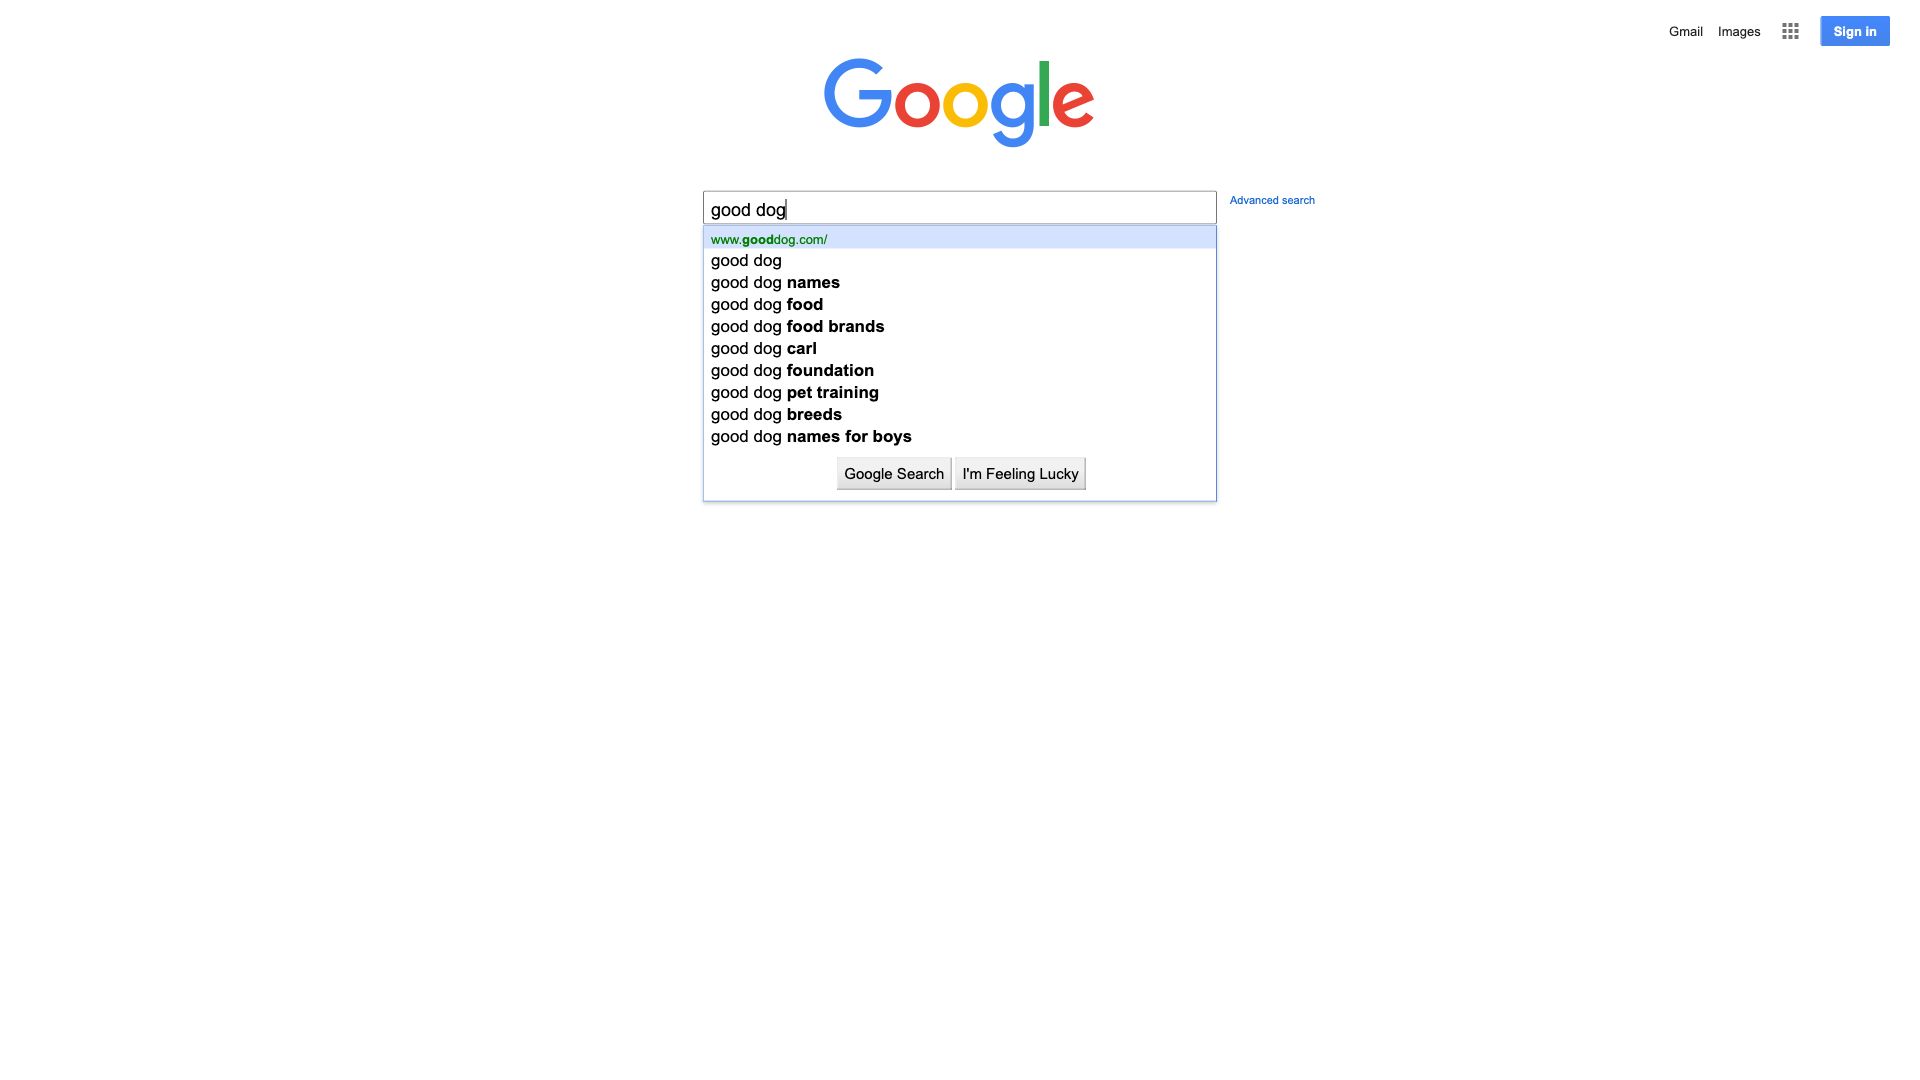 Gmail Images Sign in
Google
good dog
Advanced search
www.gooddog.com/
good dog
good dog names
good dog food
good dog food brands
good dog carl
good dog foundation
good dog pet training
good dog breeds
good dog names for boys
Google Search I'm Feeling Lucky